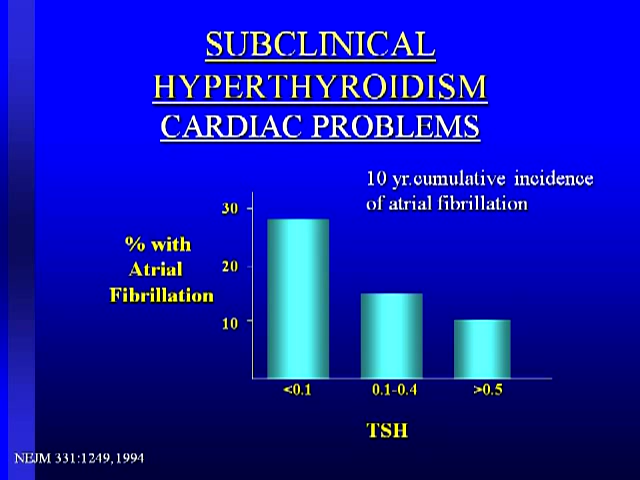 SUBCLINICAL
HYPERTHYROIDISM
CARDIAC PROBLEMS
10 yr.cumulative incidence
of atrial fibrillation
30
20
10
% with
Atrial
Fibrillation
<0.1 0.1-0.4 >0.5
TSH
NEJM 331:1249,1994